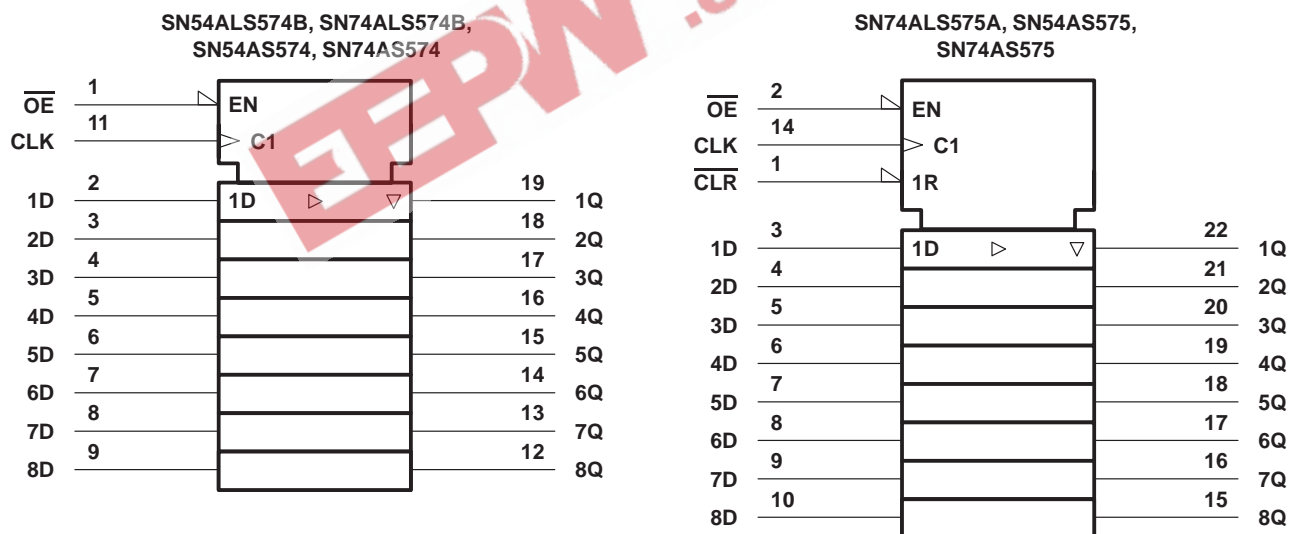 SN54ALS574B, SN74ALS574B,
SN54AS574, SN74AS574
OE 1 EN
CLK 11 C1
1D 2 1D 19 1Q
2D 3 18 2Q
3D 4 17 3Q
4D 5 16 4Q
5D 6 15 5Q
6D 7 14 6Q
7D 8 13 7Q
8D 9 12 8Q
SN74ALS575A, SN54AS575,
SN74AS575
OE 2 EN
CLK 14 C1
CLR 1 1R
1D 3 1D 22 1Q
2D 4 21 2Q
3D 5 20 3Q
4D 6 19 4Q
5D 7 18 5Q
6D 8 17 6Q
7D 9 16 7Q
8D 10 15 8Q
EEPW